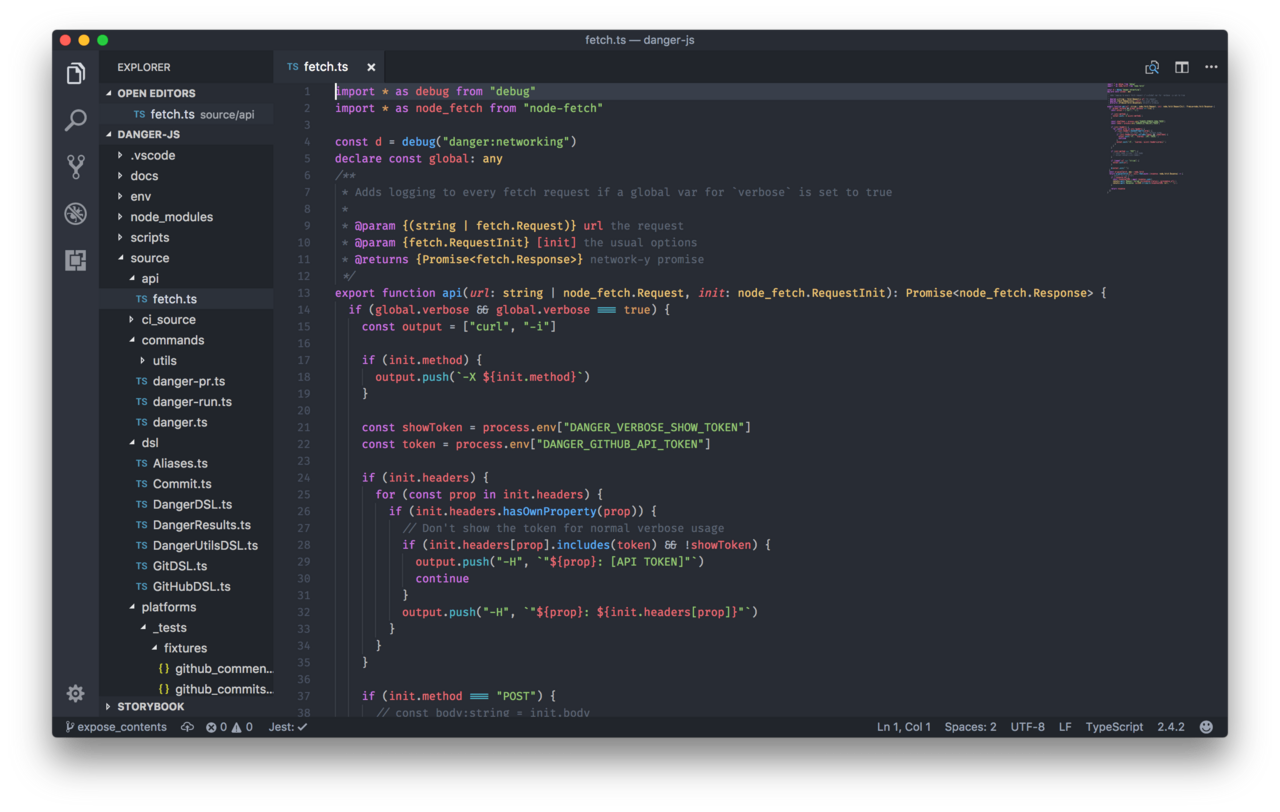 fetch.ts — danger-js
EXPLORER
OPEN EDITORS
TS fetch.ts source/api
DANGER-JS
.vscode
docs
env
node_modules
scripts
source
api
TS fetch.ts
ci_source
commands
utils
TS danger-pr.ts
TS danger-run.ts
TS danger.ts
dsl
TS Aliases.ts
TS Commit.ts
TS DangerDSL.ts
TS DangerResults.ts
TS DangerUtilsDSL.ts
TS GitDSL.ts
TS GitHubDSL.ts
platforms
_tests
fixtures
{} github_commen...
{} github_commits...
STORYBOOK
TS fetch.ts ×
1 import * as debug from "debug"
2 import * as node_fetch from "node-fetch"
3
4 const d = debug("danger:networking")
5 declare const global: any
6 /**
7 * Adds logging to every fetch request if a global var for `verbose` is set to true
8 *
9 * @param {(string | fetch.Request)} url the request
10 * @param {fetch.RequestInit} [init] the usual options
11 * @returns {Promise<fetch.Response>} network-y promise
12 */
13 export function api(url: string | node_fetch.Request, init: node_fetch.RequestInit): Promise<node_fetch.Response> {
14 if (global.verbose && global.verbose === true) {
15 const output = ["curl", "-i"]
16
17 if (init.method) {
18 output.push(`-X ${init.method}`)
19 }
20
21 const showToken = process.env["DANGER_VERBOSE_SHOW_TOKEN"]
22 const token = process.env["DANGER_GITHUB_API_TOKEN"]
23
24 if (init.headers) {
25 for (const prop in init.headers) {
26 if (init.headers.hasOwnProperty(prop)) {
27 // Don't show the token for normal verbose usage
28 if (init.headers[prop].includes(token) && !showToken) {
29 output.push("-H", `"${prop}: [API TOKEN]"`)
30 continue
31 }
32 output.push("-H", `"${prop}: ${init.headers[prop]}"`)
33 }
34 }
35 }
36
37 if (init.method === "POST") {
38 // const body:string = init.body
expose_contents 0 0 Jest: ✓
Ln 1, Col 1 Spaces: 2 UTF-8 LF TypeScript 2.4.2